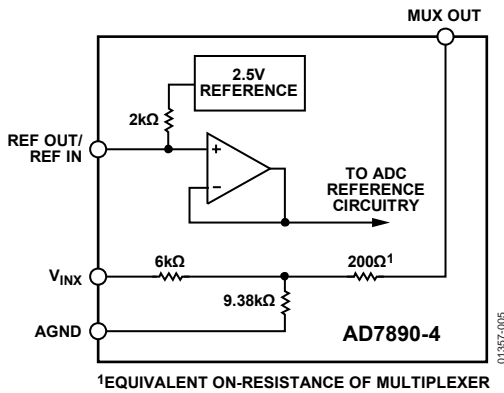 MUX OUT
2.5V
REFERENCE
2kΩ
REF OUT/
REF IN
+
−
TO ADC
REFERENCE
CIRCUITRY
VINX
6kΩ
200Ω1
9.38kΩ
AGND
AD7890-4
01357-005
1EQUIVALENT ON-RESISTANCE OF MULTIPLEXER